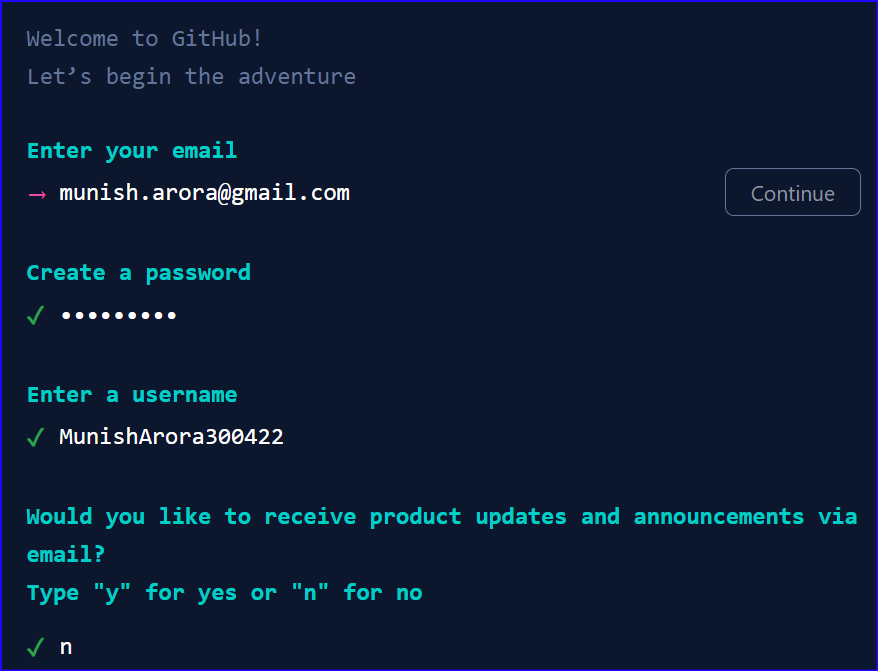 Welcome to GitHub!
Let’s begin the adventure
Enter your email
→ munish.arora@gmail.com
Continue
Create a password
✓ •••••••••
Enter a username
✓ MunishArora300422
Would you like to receive product updates and announcements via
email?
Type "y" for yes or "n" for no
✓ n